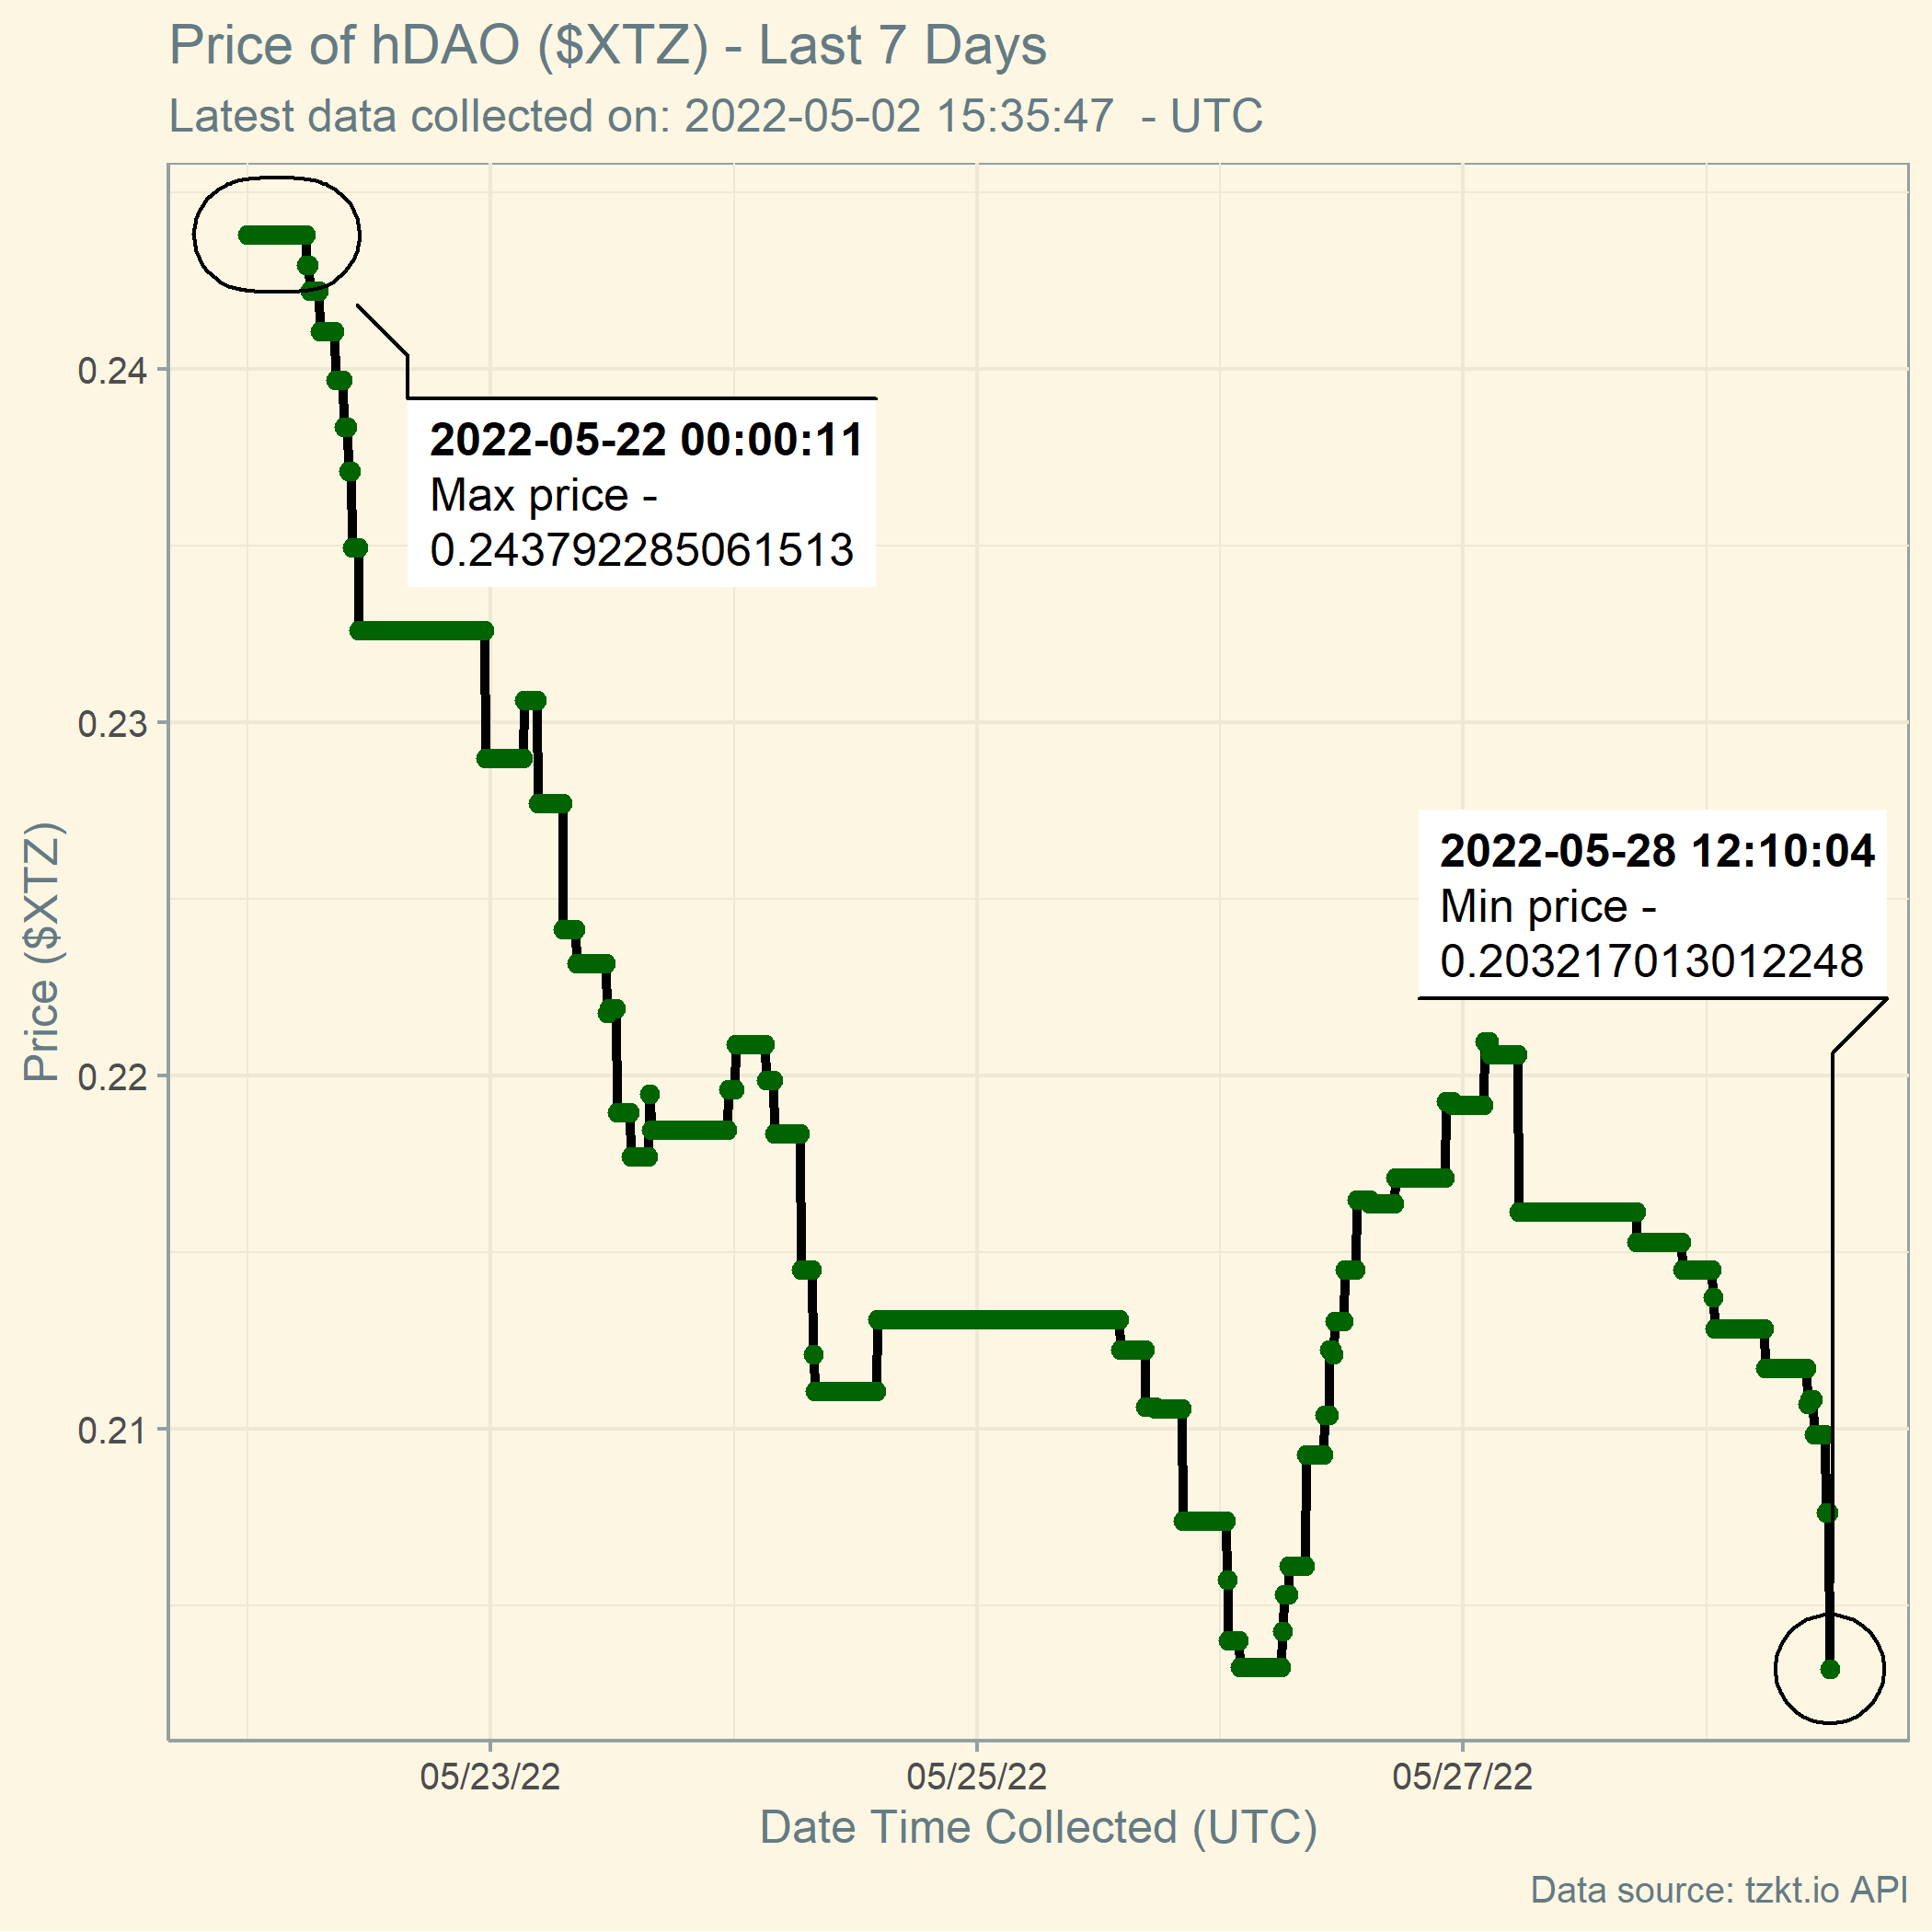 Price of hDAO ($XTZ) - Last 7 Days
Latest data collected on: 2022-05-02 15:35:47  - UTC
0.24
0.23
0.22
0.21
Price ($XTZ)
2022-05-22 00:00:11
Max price -
0.243792285061513
2022-05-28 12:10:04
Min price -
0.203217013012248
05/23/22
05/25/22
05/27/22
Date Time Collected (UTC)
Data source: tzkt.io API